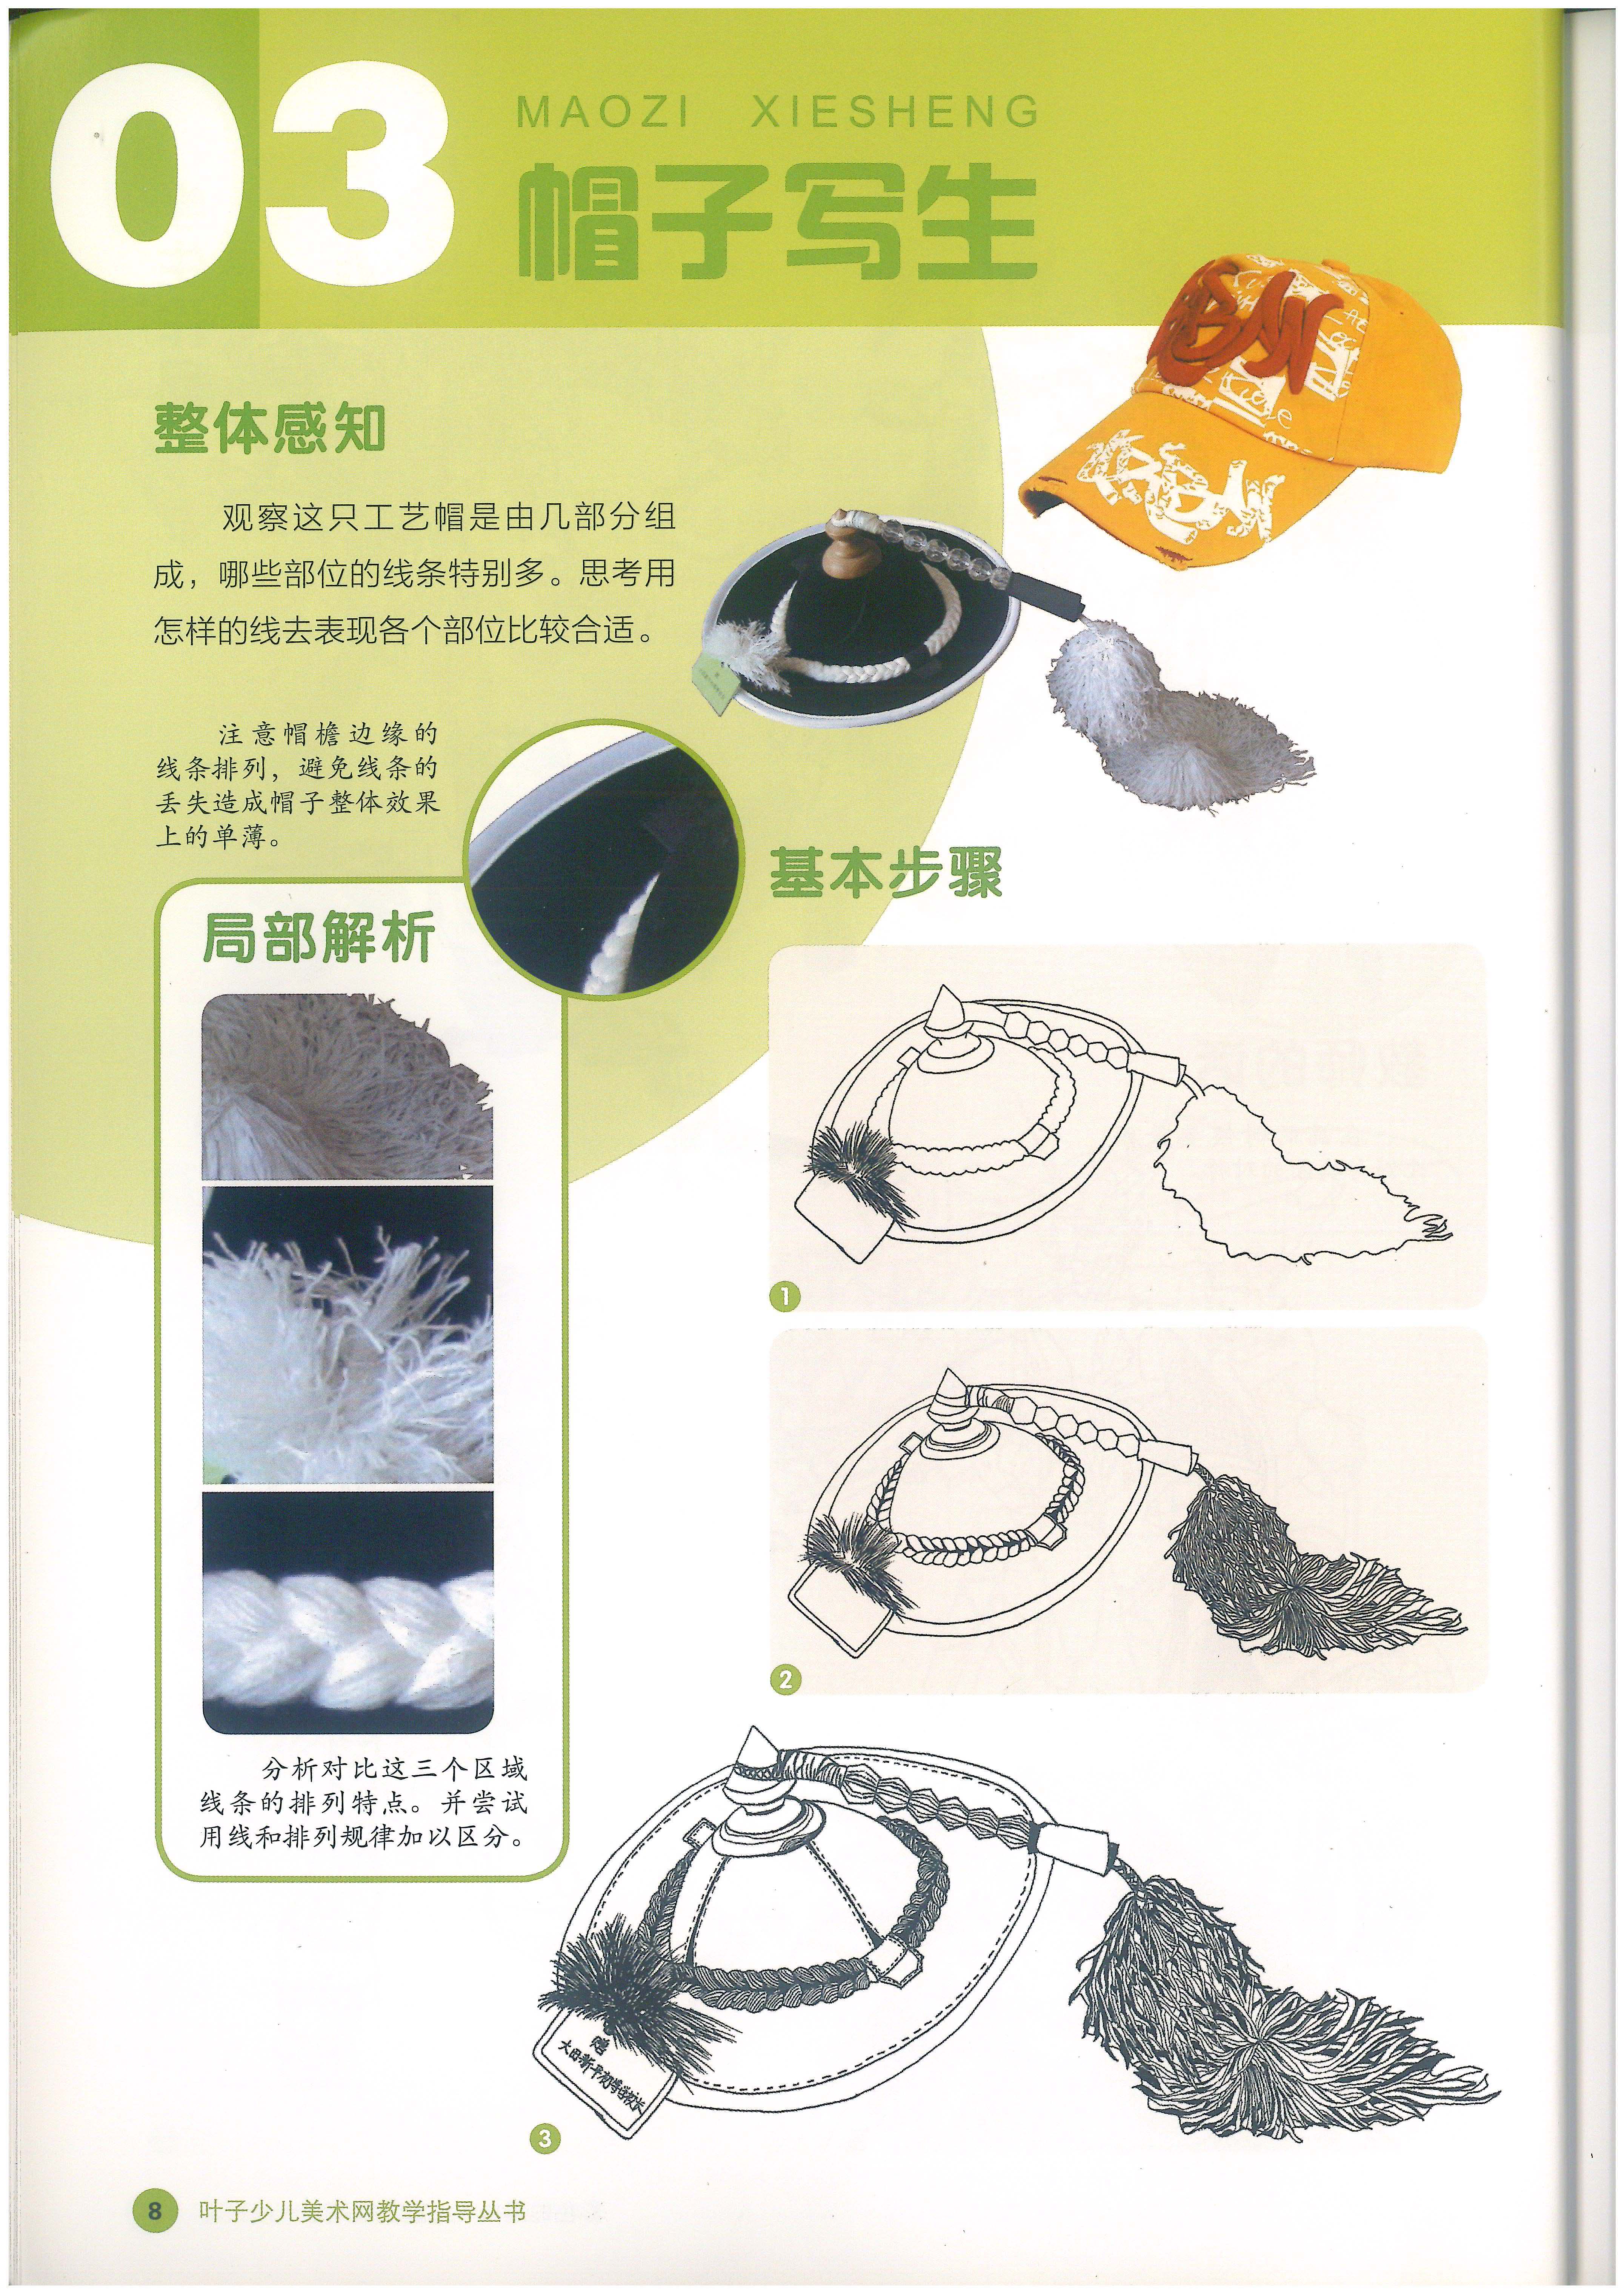 03
MAOZI XIESHENG
帽子写生
整体感知
观察这只工艺帽是由几部分组
成，哪些部位的线条特别多。思考用
怎样的线去表现各个部位比较合适。
注意帽檐边缘的
线条排列，避免线条的
丢失造成帽子整体效果
上的单薄。
基本步骤
局部解析
1
2
分析对比这三个区域
线条的排列特点。并尝试
用线和排列规律加以区分。
赠
3
8 叶子少儿美术网教学指导丛书